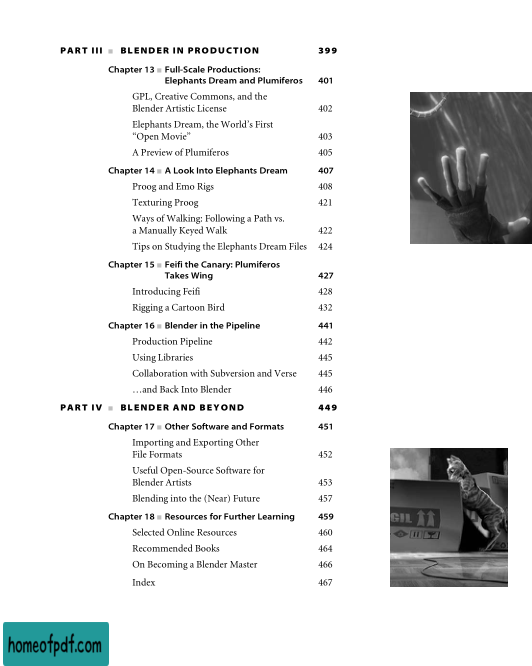 PART III ■ BLENDER IN PRODUCTION 399
Chapter 13 ■ Full-Scale Productions:
Elephants Dream and Plumiferos 401
GPL, Creative Commons, and the
Blender Artistic License 402
Elephants Dream, the World's First
"Open Movie" 403
A Preview of Plumiferos 405
Chapter 14 ■ A Look Into Elephants Dream 407
Proog and Emo Rigs 408
Texturing Proog 421
Ways of Walking: Following a Path vs.
a Manually Keyed Walk 422
Tips on Studying the Elephants Dream Files 424
Chapter 15 ■ Feifi the Canary: Plumiferos
Takes Wing 427
Introducing Feifi 428
Rigging a Cartoon Bird 432
Chapter 16 ■ Blender in the Pipeline 441
Production Pipeline 442
Using Libraries 445
Collaboration with Subversion and Verse 445
…and Back Into Blender 446
PART IV ■ BLENDER AND BEYOND 449
Chapter 17 ■ Other Software and Formats 451
Importing and Exporting Other
File Formats 452
Useful Open-Source Software for
Blender Artists 453
Blending into the (Near) Future 457
Chapter 18 ■ Resources for Further Learning 459
Selected Online Resources 460
Recommended Books 464
On Becoming a Blender Master 466
Index 467
GIL
homeofpdf.com